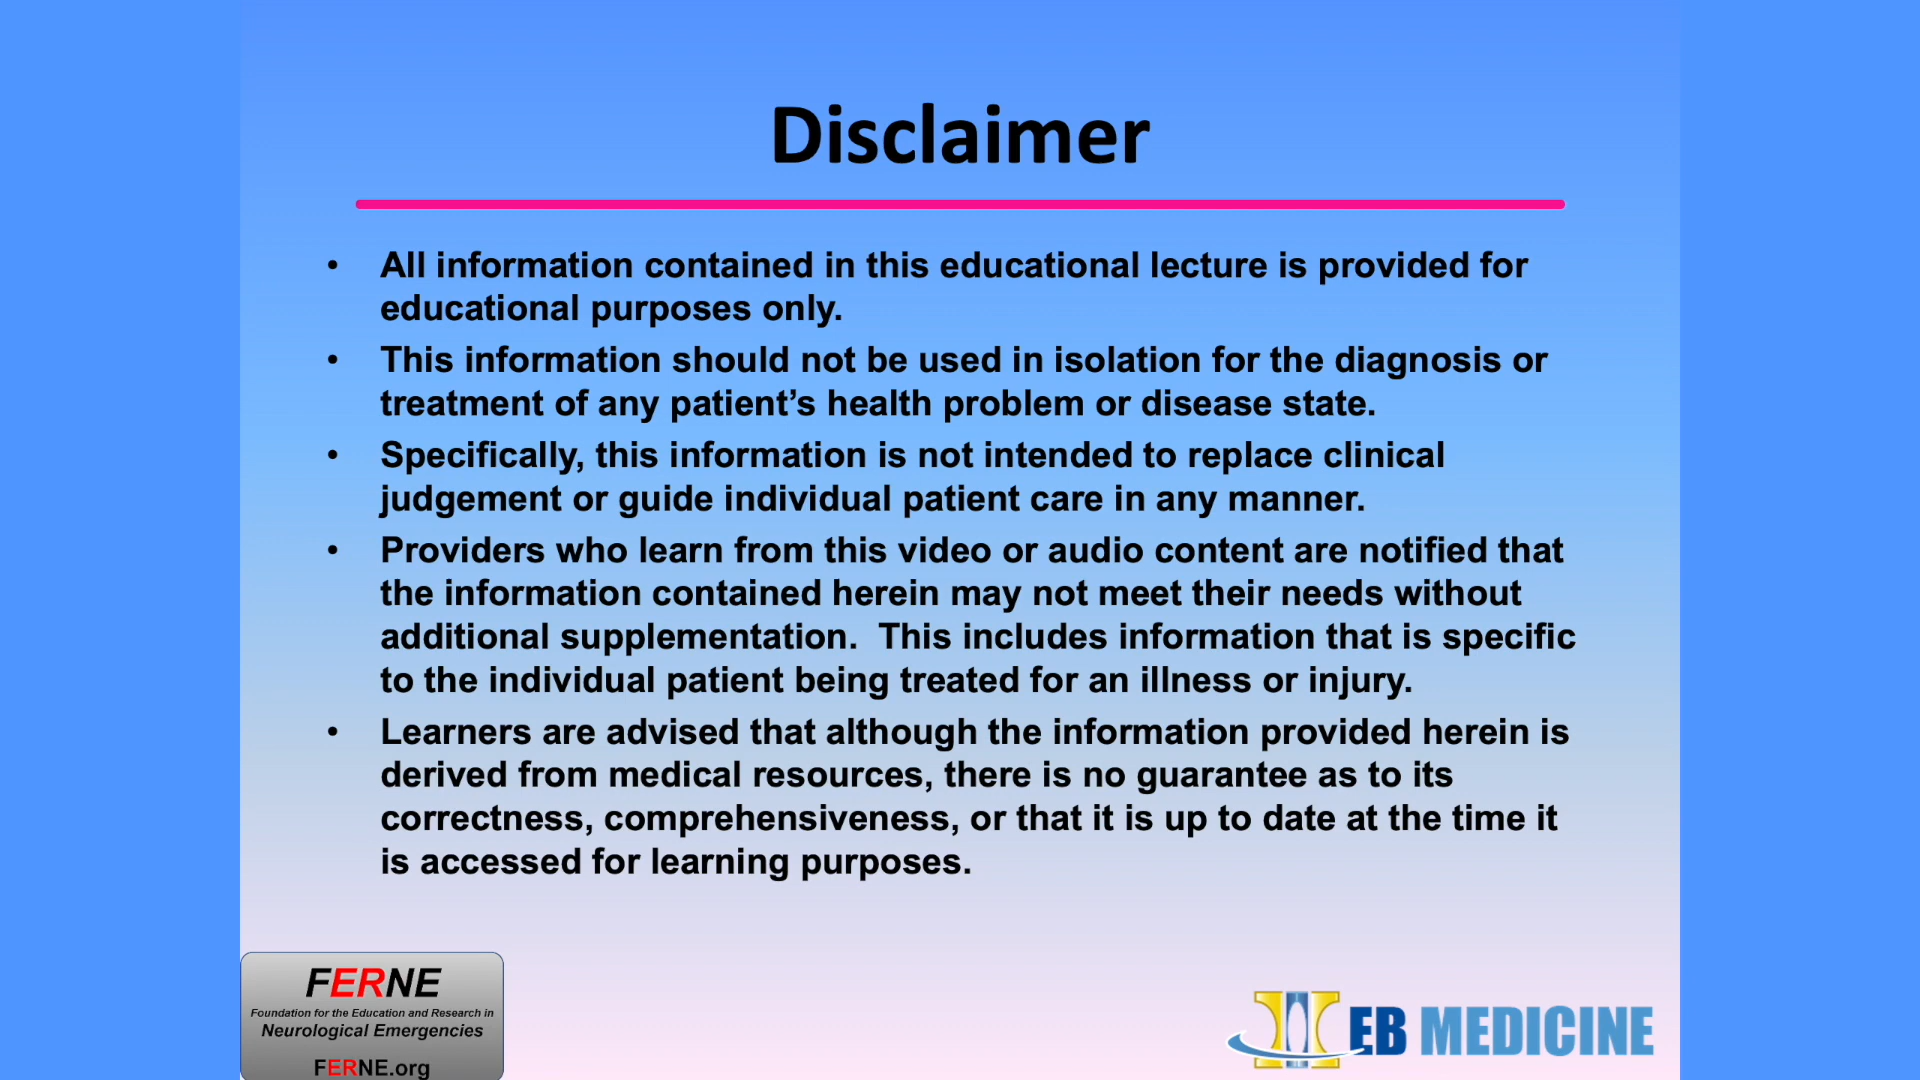 Disclaimer
• All information contained in this educational lecture is provided for
educational purposes only.
• This information should not be used in isolation for the diagnosis or
treatment of any patient’s health problem or disease state.
• Specifically, this information is not intended to replace clinical
judgement or guide individual patient care in any manner.
• Providers who learn from this video or audio content are notified that
the information contained herein may not meet their needs without
additional supplementation.  This includes information that is specific
to the individual patient being treated for an illness or injury.
• Learners are advised that although the information provided herein is
derived from medical resources, there is no guarantee as to its
correctness, comprehensiveness, or that it is up to date at the time it
is accessed for learning purposes.
FERNE
Foundation for the Education and Research in
Neurological Emergencies
FERNE.org
EB MEDICINE